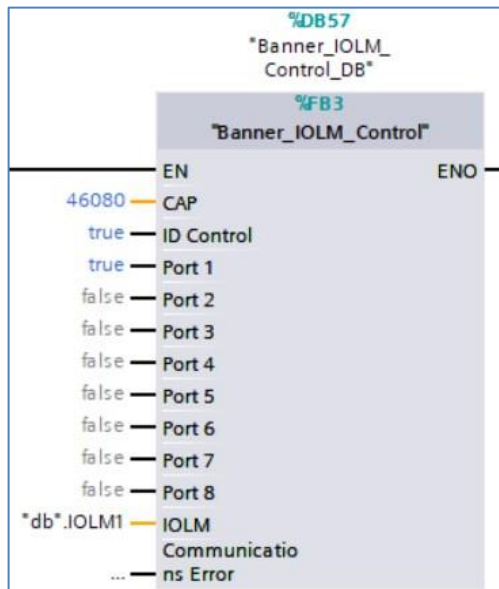 %DB57
"Banner_IOLM_
Control_DB"
%FB3
"Banner_IOLM_Control"
EN ENO
46080 CAP
true ID Control
true Port 1
false Port 2
false Port 3
false Port 4
false Port 5
false Port 6
false Port 7
false Port 8
"db".IOLM1 IOLM
Communicatio
... ns Error